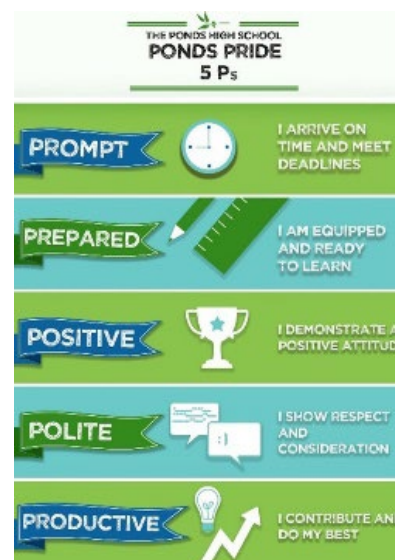 THE PONDS HIGH SCHOOL
PONDS PRIDE
5 Ps
PROMPT
I ARRIVE ON
TIME AND MEET
DEADLINES
PREPARED
I AM EQUIPPED
AND READY
TO LEARN
POSITIVE
I DEMONSTRATE A
POSITIVE ATTITUD
POLITE
:)
I SHOW RESPECT
AND
CONSIDERATION
PRODUCTIVE
I CONTRIBUTE AN
DO MY BEST